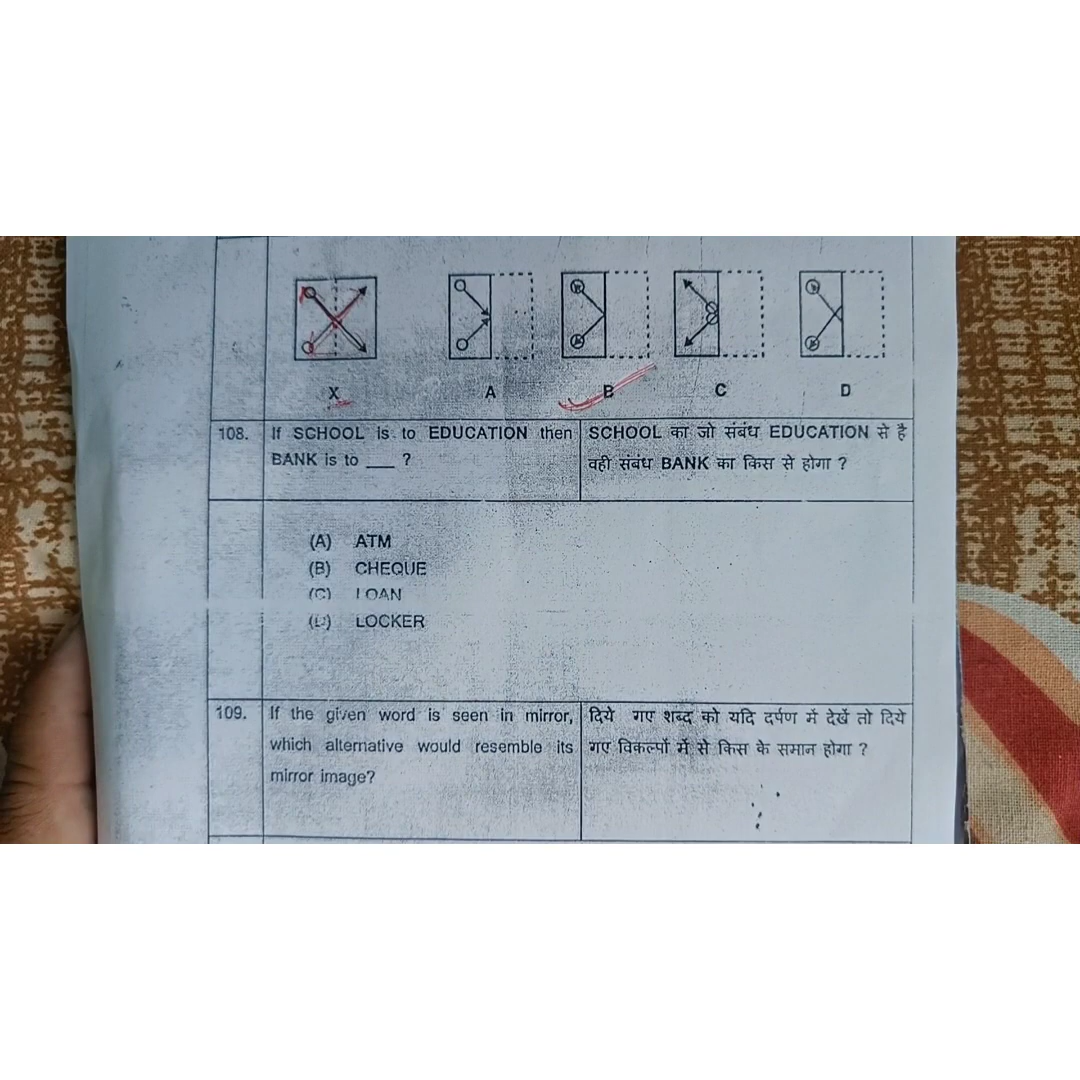 X A B C D
108. If SCHOOL is to EDUCATION then
BANK is to ___ ?
SCHOOL का जो संबंध EDUCATION से है
वही संबंध BANK का किस से होगा ?
(A) ATM
(B) CHEQUE
(C) LOAN
(D) LOCKER
109. If the given word is seen in mirror,
which alternative would resemble its
mirror image?
दिये गए शब्द को यदि दर्पण में देखें तो दिये
गए विकल्पों में से किस के समान होगा ?